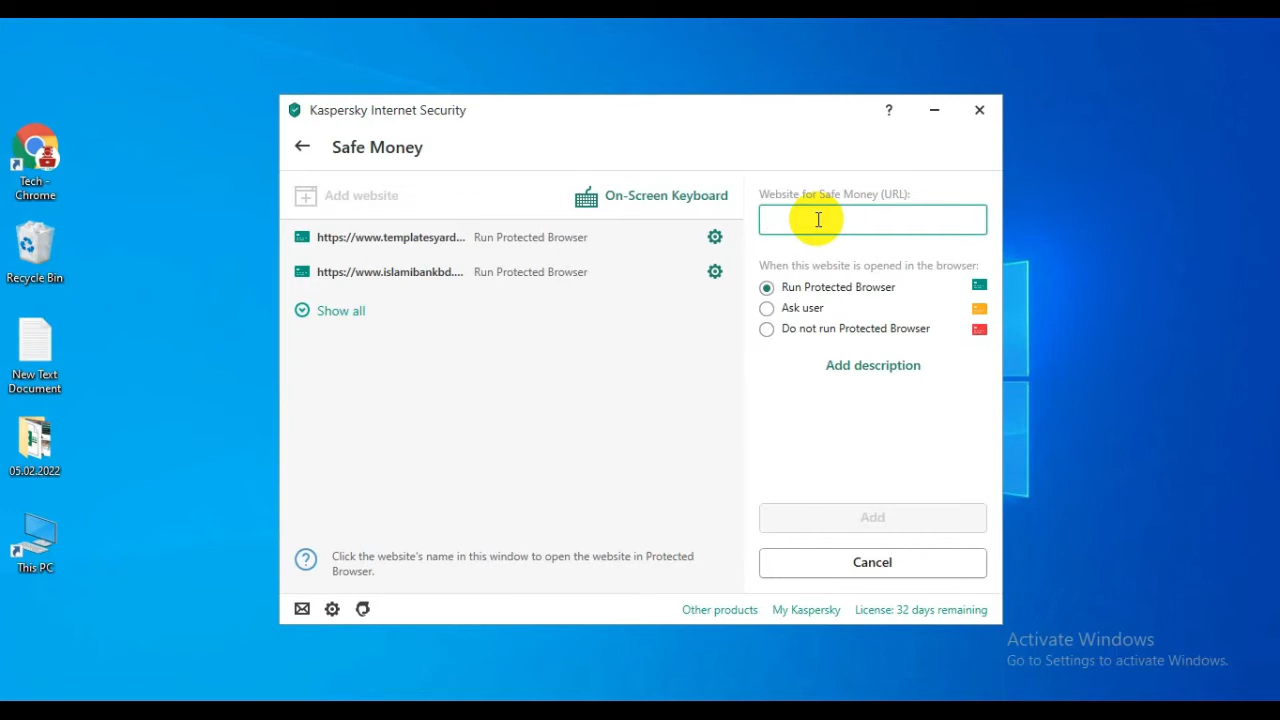 Kaspersky Internet Security
?
Safe Money
Add website
On-Screen Keyboard
https://www.templatesyard... Run Protected Browser
https://www.islamibankbd.... Run Protected Browser
Show all
Click the website's name in this window to open the website in Protected
Browser.
Website for Safe Money (URL):
When this website is opened in the browser:
Run Protected Browser
Ask user
Do not run Protected Browser
Add description
Add
Cancel
Other products
My Kaspersky
License: 32 days remaining
Tech -
Chrome
Recycle Bin
New Text
Document
05.02.2022
This PC
Activate Windows
Go to Settings to activate Windows.